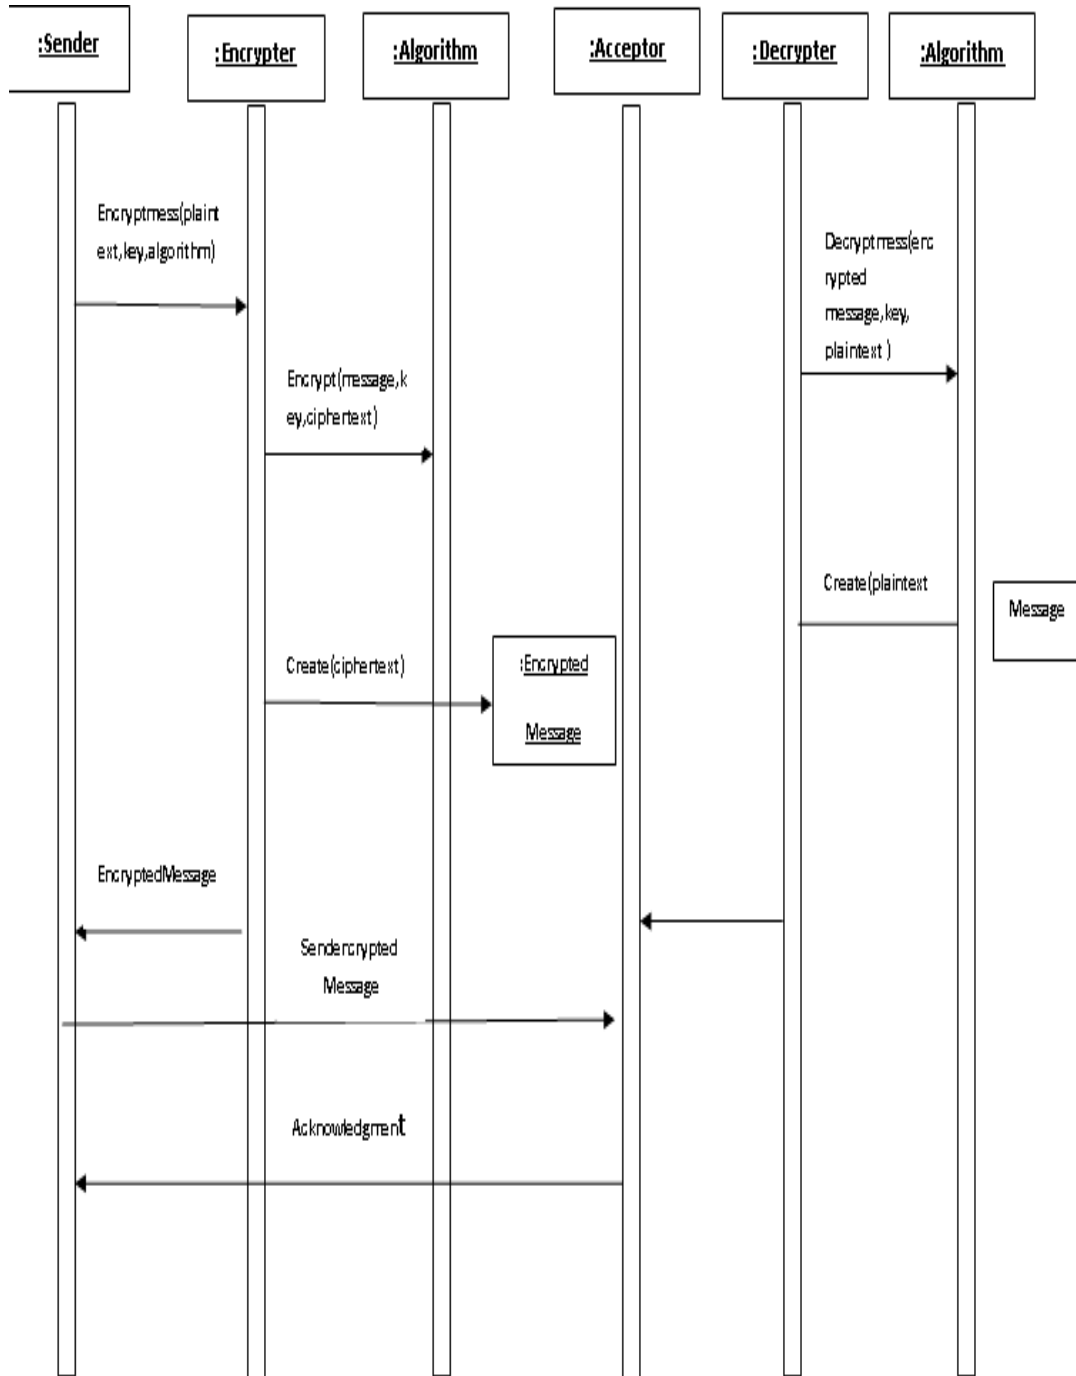 :Sender
:Encrypter
:Algorithm
:Acceptor
:Decrypter
:Algorithm
Encryptmess(plaint
ext,key,algorithm)
Decryptmess(enc
rypted
message,key,
plaintext )
Encrypt(message,k
ey,ciphertext)
Create(plaintext
Message
Create(ciphertext)
:Encrypted
Message
EncryptedMessage
Sendencrypted
Message
Acknowledgment